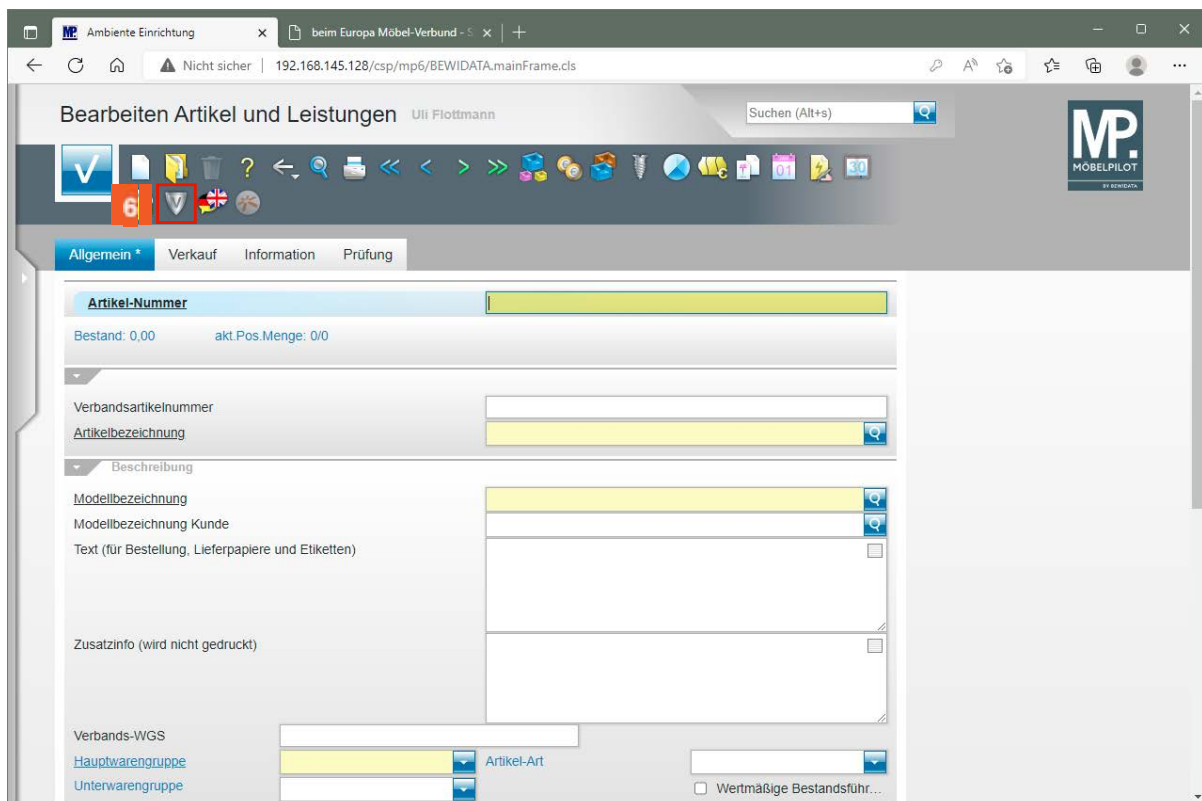 Ambiente Einrichtung
beim Europa Möbel-Verbund - S
Nicht sicher 192.168.145.128/csp/mp6/BEWIDATA.mainFrame.cls
Bearbeiten Artikel und Leistungen Uli Flottmann Suchen (Alt+s)
MP.
MÖBELPILOT
BY BEWIDATA
6
Allgemein * Verkauf Information Prüfung
Artikel-Nummer
Bestand: 0,00 akt.Pos.Menge: 0/0
Verbandsartikelnummer
Artikelbezeichnung
Beschreibung
Modellbezeichnung
Modellbezeichnung Kunde
Text (für Bestellung, Lieferpapiere und Etiketten)
Zusatzinfo (wird nicht gedruckt)
Verbands-WGS
Hauptwarengruppe Artikel-Art
Unterwarengruppe Wertmäßige Bestandsführ...